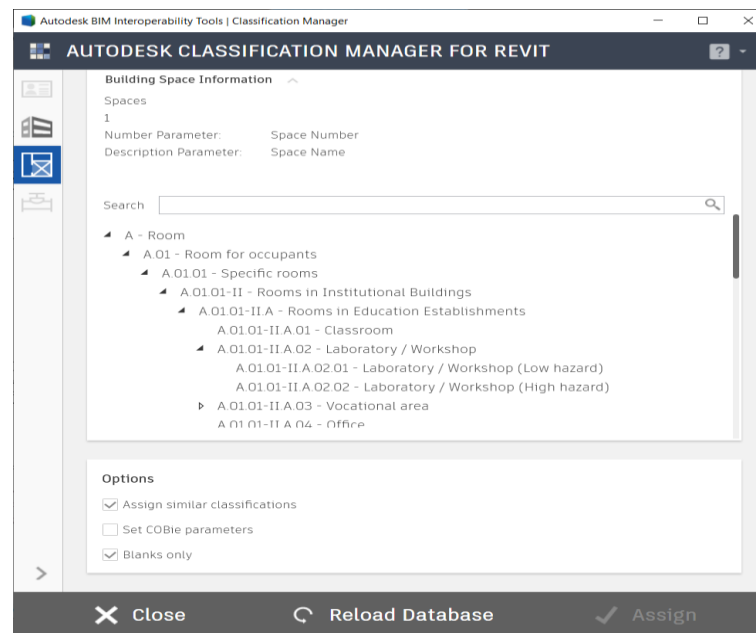 Autodesk BIM Interoperability Tools | Classification Manager
AUTODESK CLASSIFICATION MANAGER FOR REVIT ?
Building Space Information
Spaces
1
Number Parameter: Space Number
Description Parameter: Space Name
Search
A - Room
A.01 - Room for occupants
A.01.01 - Specific rooms
A.01.01-II - Rooms in Institutional Buildings
A.01.01-II.A - Rooms in Education Establishments
A.01.01-II.A.01 - Classroom
A.01.01-II.A.02 - Laboratory / Workshop
A.01.01-II.A.02.01 - Laboratory / Workshop (Low hazard)
A.01.01-II.A.02.02 - Laboratory / Workshop (High hazard)
A.01.01-II.A.03 - Vocational area
A.01.01-II.A.04 - Office
Options
Assign similar classifications
Set COBie parameters
Blanks only
Close Reload Database Assign